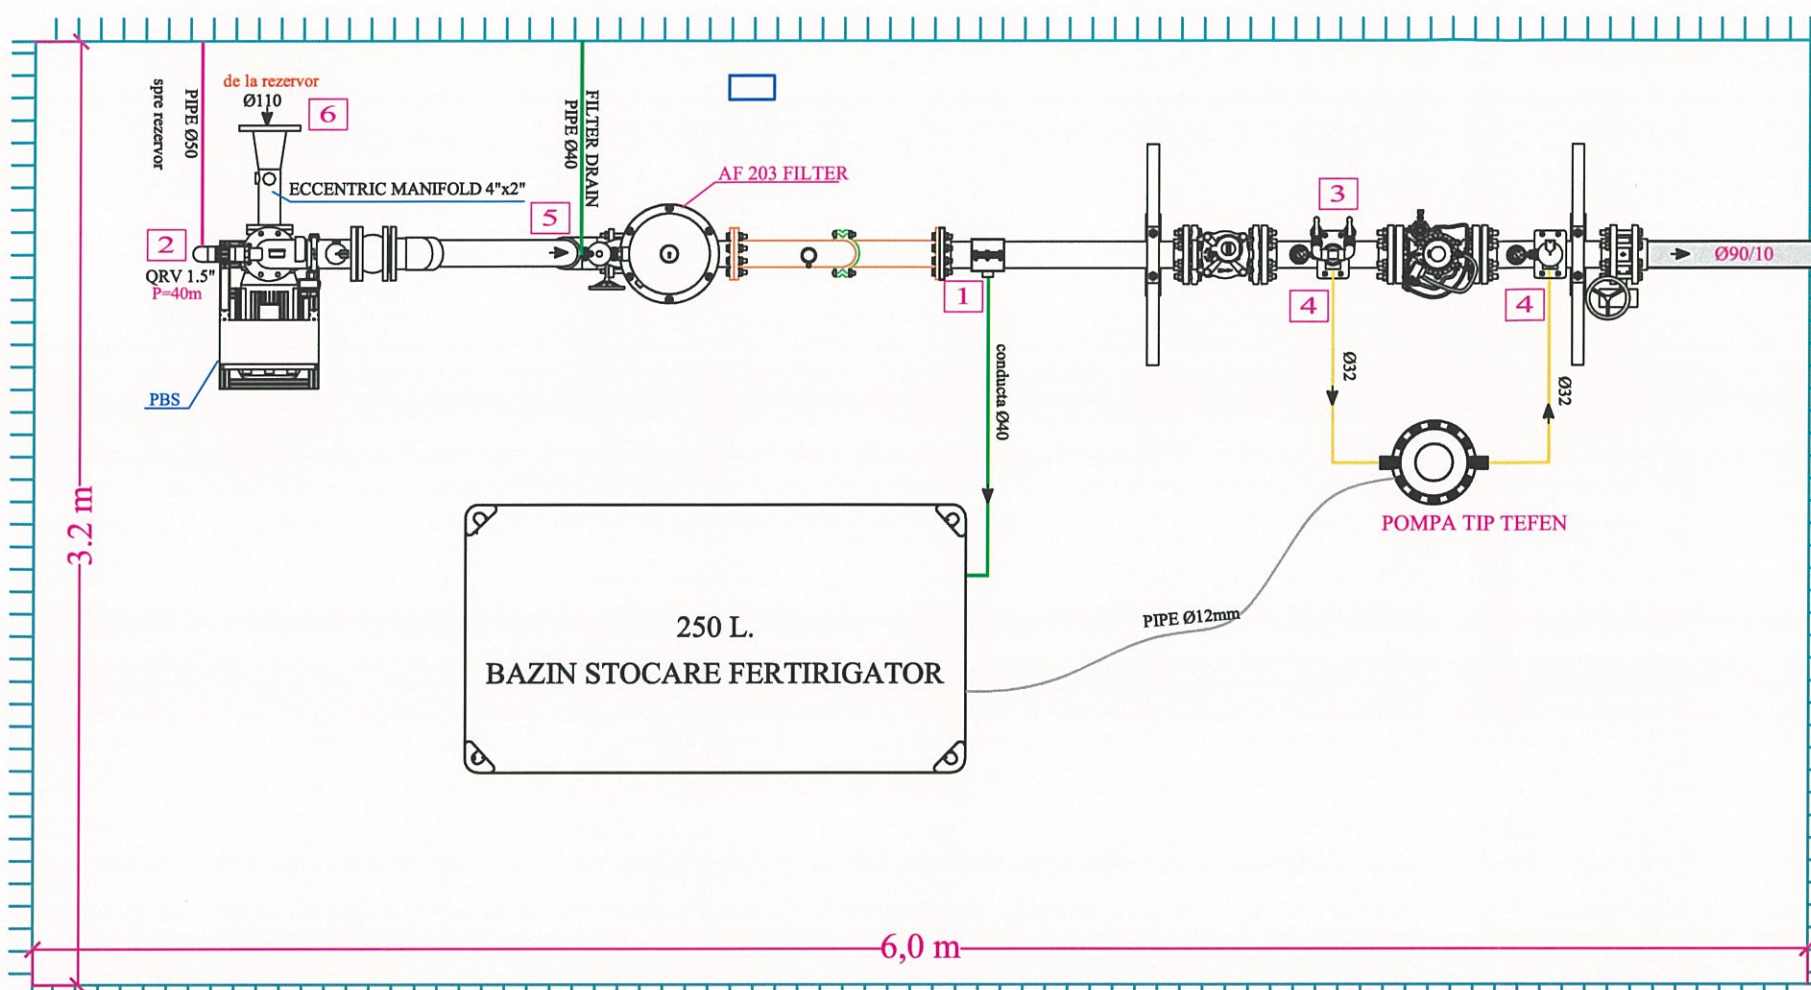 de la rezervor
Ø110
6
spre rezervor
PIPE Ø50
ECCENTRIC MANIFOLD 4"x2"
2
QRV 1.5"
P=40m
PBS
FILTER DRAIN
PIPE Ø40
5
AF 203 FILTER
1
conducta Ø40
3
4
4
Ø32
Ø32
Ø90/10
POMPA TIP TEFEN
PIPE Ø12mm
250 L.
BAZIN STOCARE FERTIRIGATOR
3.2 m
6,0 m